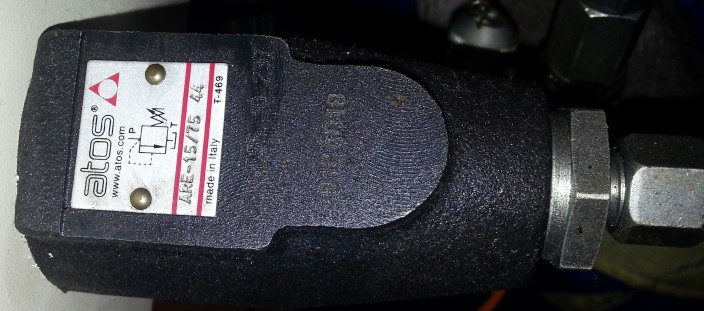 atos®
www.atos.com
P
T
ARE-15/75 44
made in Italy T-469